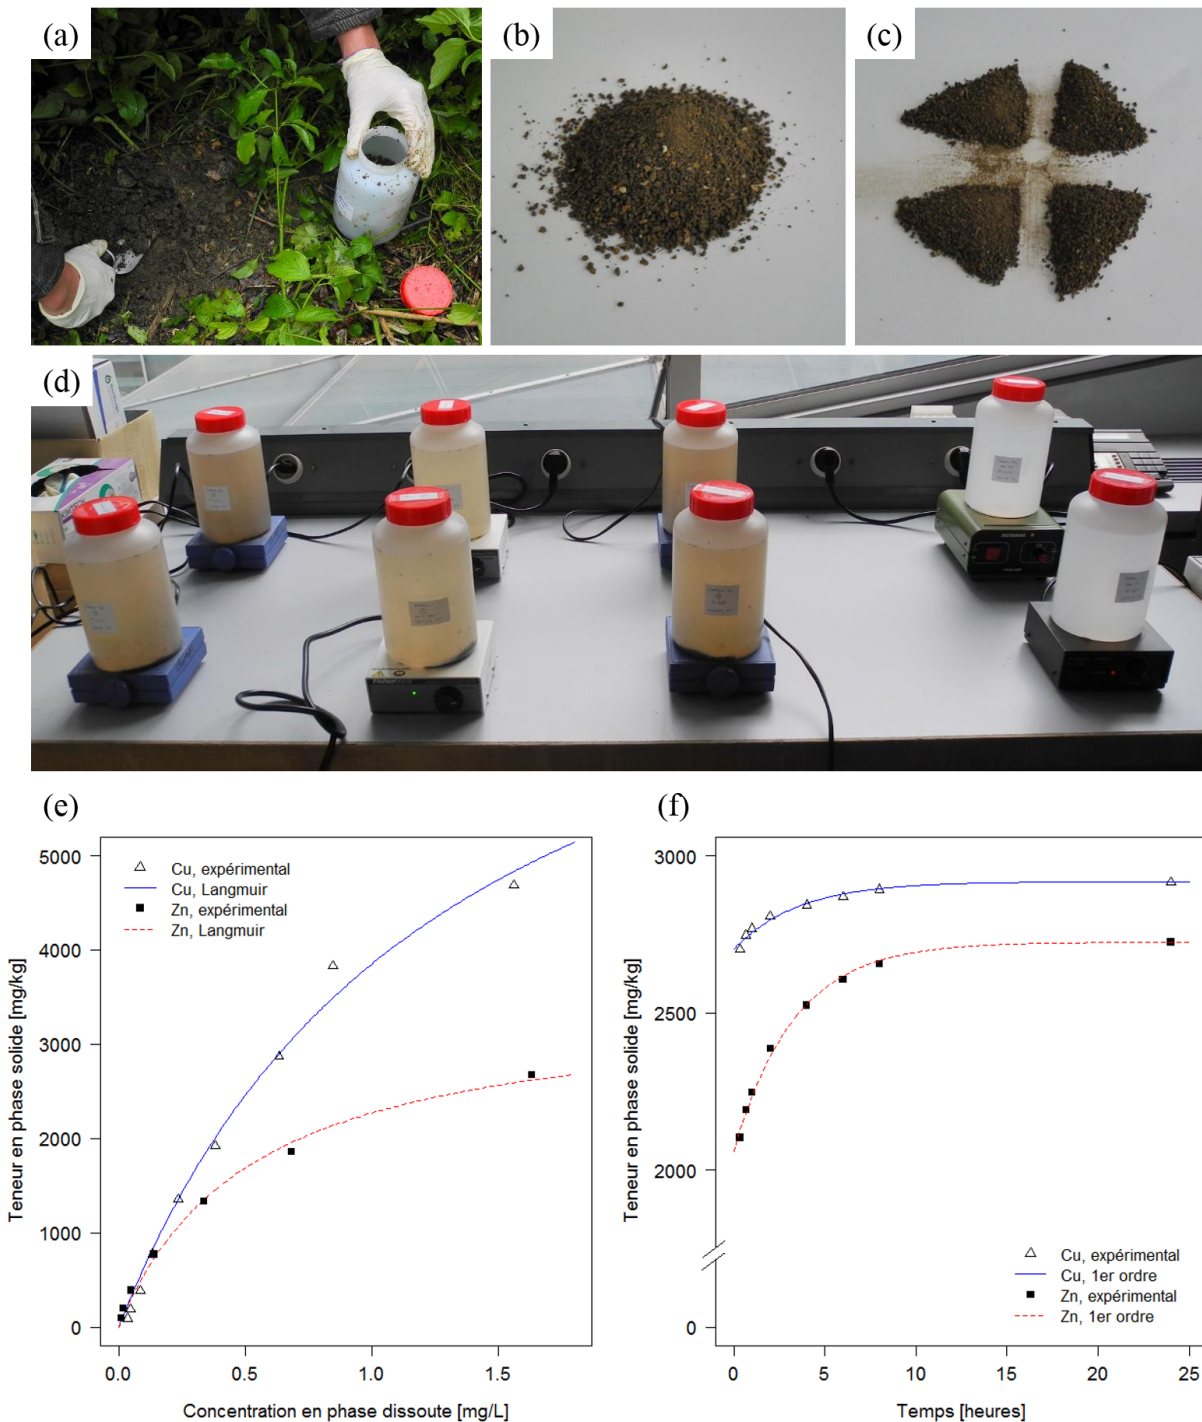 (a)
(b)
(c)
(d)
(e)
(f)
5000
4000
3000
2000
1000
0
Teneur en phase solide [mg/kg]
Cu, expérimental
Cu, Langmuir
Zn, expérimental
Zn, Langmuir
0.0
0.5
1.0
1.5
Concentration en phase dissoute [mg/L]
3000
2500
2000
0
Teneur en phase solide [mg/kg]
Cu, expérimental
Cu, 1er ordre
Zn, expérimental
Zn, 1er ordre
0
5
10
15
20
25
Temps [heures]